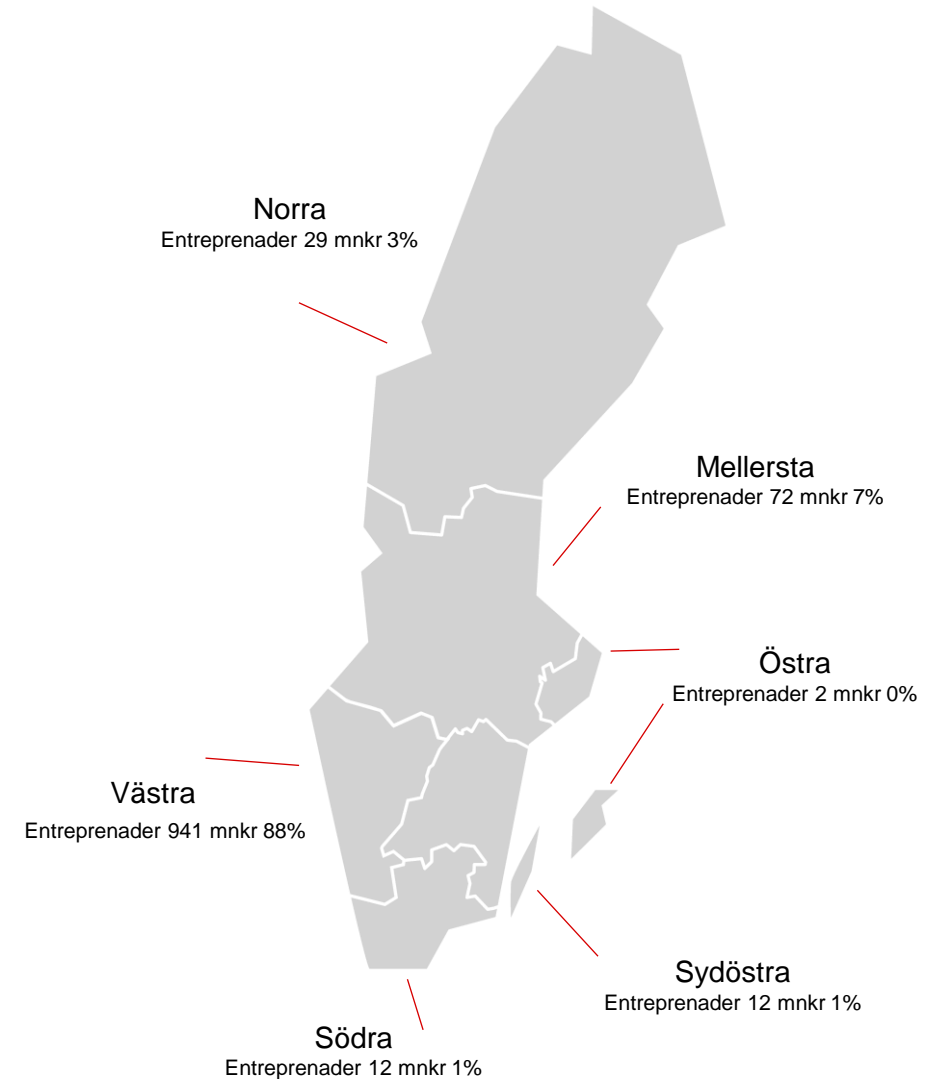 Norra
Entreprenader 29 mnkr 3%
Mellersta
Entreprenader 72 mnkr 7%
Östra
Entreprenader 2 mnkr 0%
Västra
Entreprenader 941 mnkr 88%
Sydöstra
Entreprenader 12 mnkr 1%
Södra
Entreprenader 12 mnkr 1%